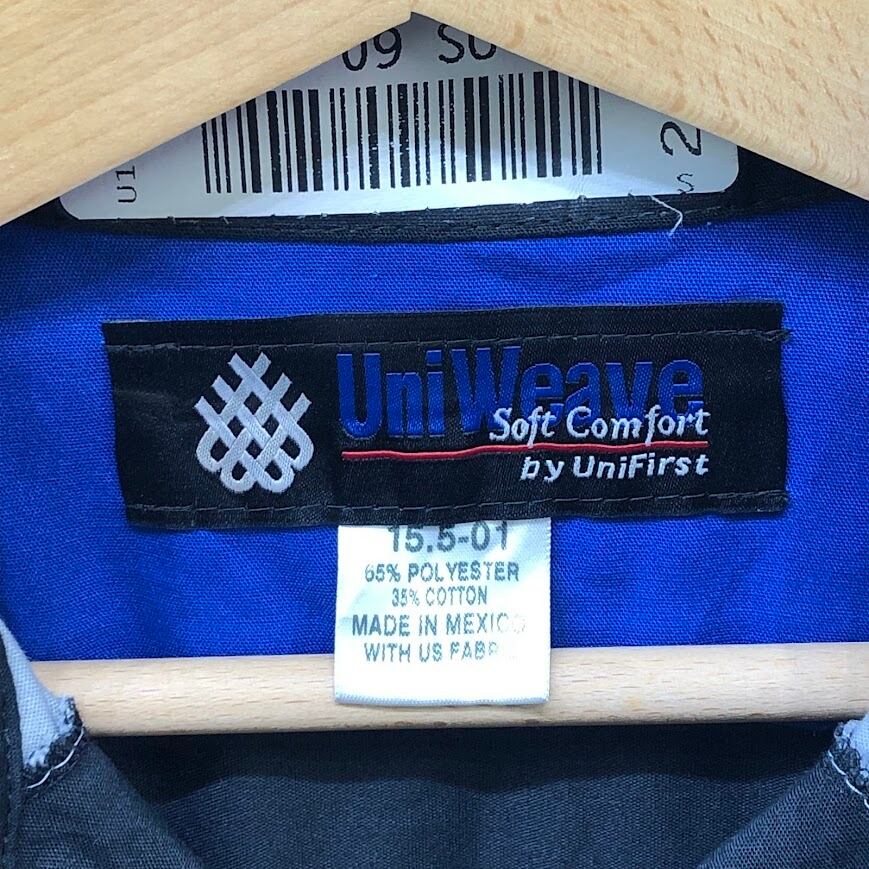 09 SO
U1
S 2
UniWeave
Soft Comfort
by UniFirst
15.5-01
65% POLYESTER
35% COTTON
MADE IN MEXICO
WITH US